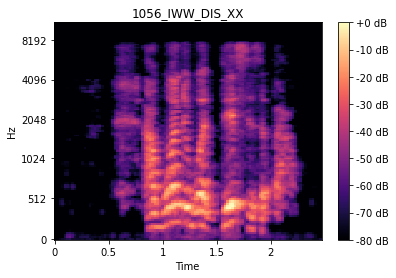 1056_IWW_DIS_XX
8192
4096
2048
1024
512
0
Hz
0
0.5
1
1.5
2
Time
+0 dB
-10 dB
-20 dB
-30 dB
-40 dB
-50 dB
-60 dB
-70 dB
-80 dB